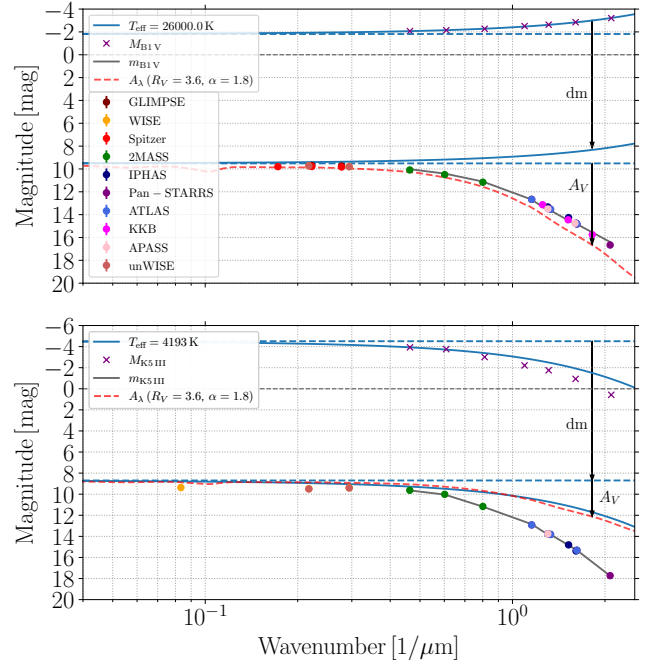 −4
−2
0
2
4
6
8
10
12
14
16
18
20
Magnitude [mag]
T_eff = 26000.0 K
M_B1 V
m_B1 V
A_λ (R_V = 3.6, α = 1.8)
GLIMPSE
WISE
Spitzer
2MASS
IPHAS
Pan − STARRS
ATLAS
KKB
APASS
unWISE
dm
A_V
−6
−4
−2
0
2
4
6
8
10
12
14
16
18
20
Magnitude [mag]
T_eff = 4193 K
M_K5 III
m_K5 III
A_λ (R_V = 3.6, α = 1.8)
dm
A_V
10⁻¹
10⁰
Wavenumber [1/μm]